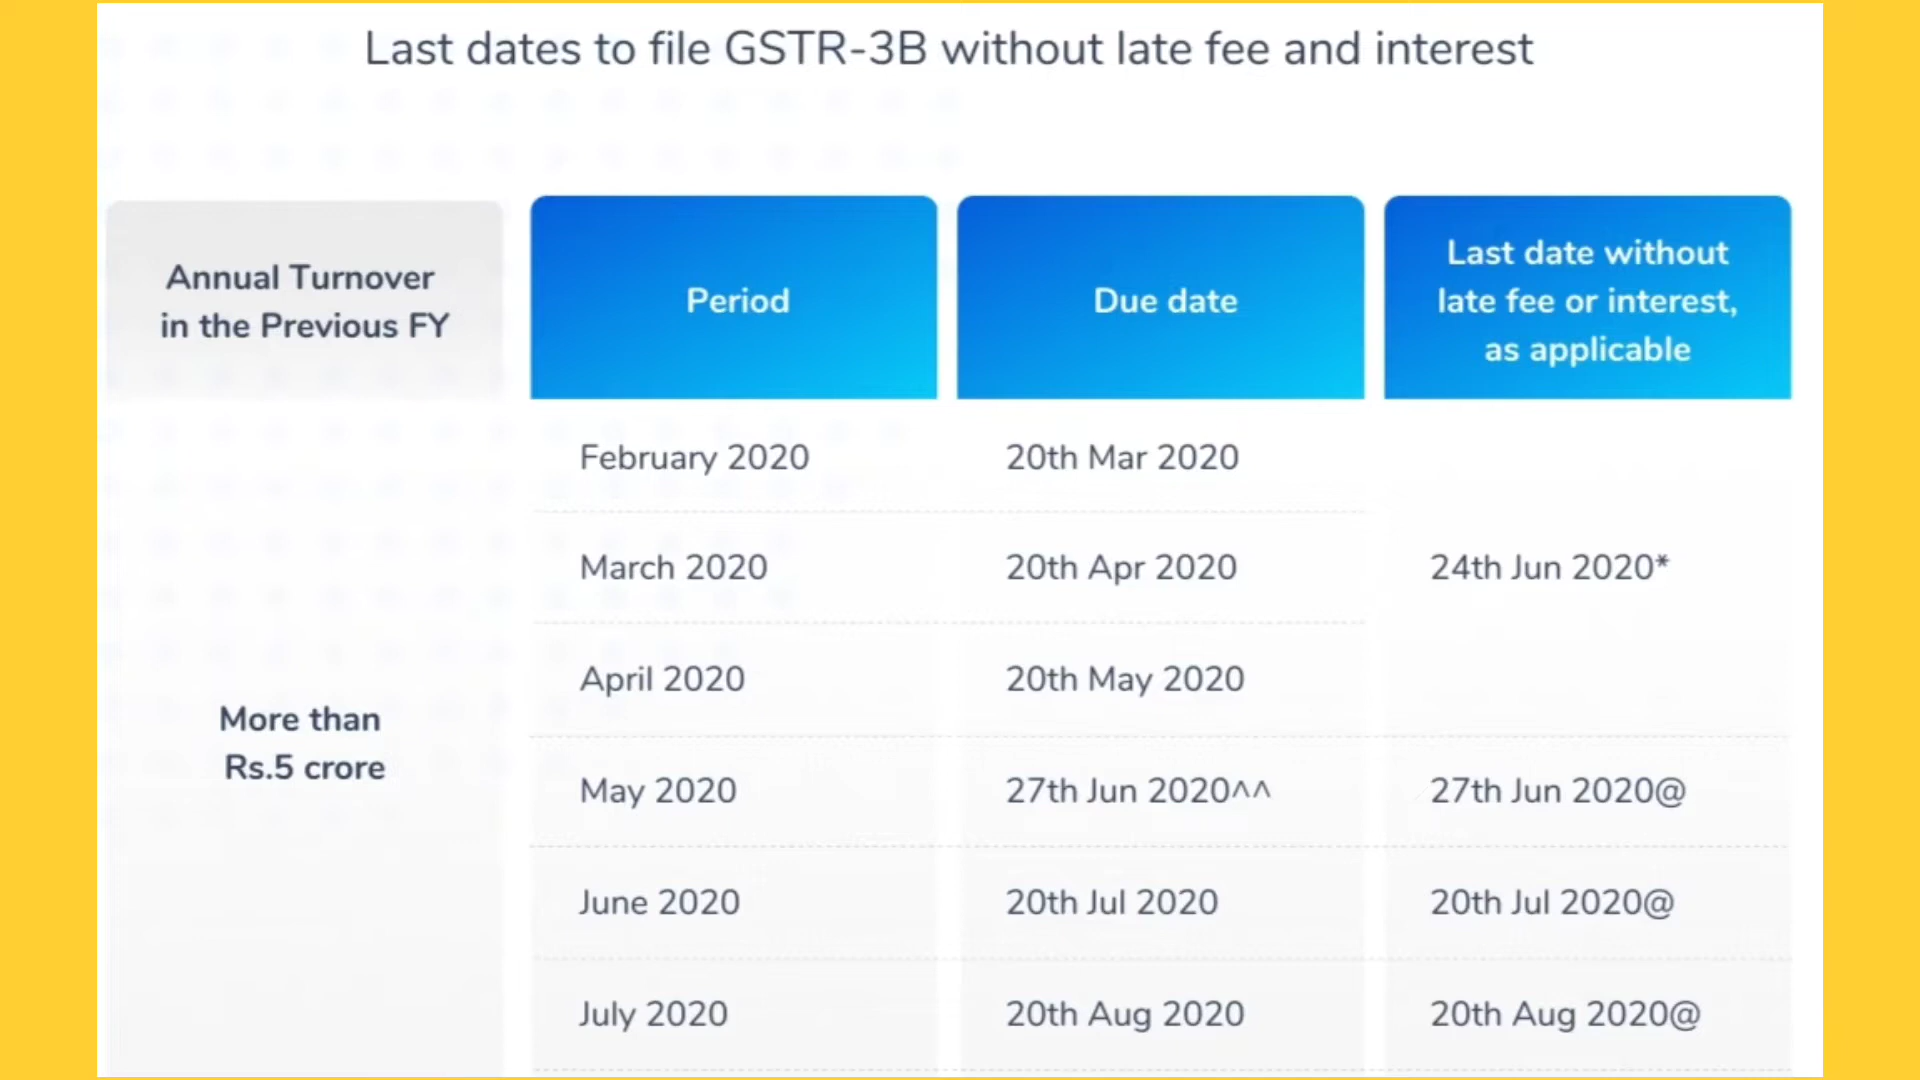 Last dates to file GSTR-3B without late fee and interest
Annual Turnover
in the Previous FY
Period
Due date
Last date without
late fee or interest,
as applicable
February 2020
20th Mar 2020
March 2020
20th Apr 2020
24th Jun 2020*
April 2020
20th May 2020
More than
Rs.5 crore
May 2020
27th Jun 2020^^
27th Jun 2020@
June 2020
20th Jul 2020
20th Jul 2020@
July 2020
20th Aug 2020
20th Aug 2020@